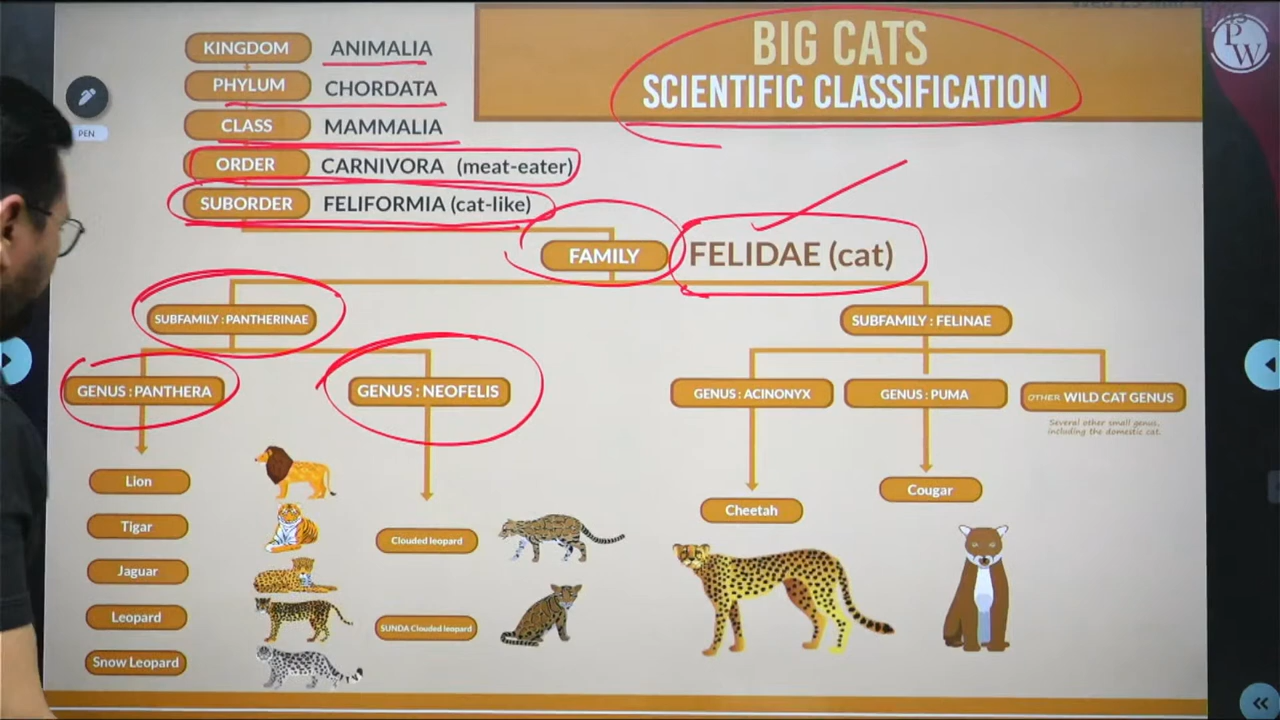 BIG CATS
SCIENTIFIC CLASSIFICATION
PW
KINGDOM ANIMALIA
PHYLUM CHORDATA
CLASS MAMMALIA
ORDER CARNIVORA (meat-eater)
SUBORDER FELIFORMIA (cat-like)
PEN
FAMILY FELIDAE (cat)
SUBFAMILY : PANTHERINAE
SUBFAMILY : FELINAE
GENUS : PANTHERA
GENUS : NEOFELIS
GENUS : ACINONYX
GENUS : PUMA
OTHER WILD CAT GENUS
Several other small genus,
including the domestic cat.
Lion
Tigar
Jaguar
Leopard
Snow Leopard
Clouded leopard
SUNDA Clouded leopard
Cheetah
Cougar